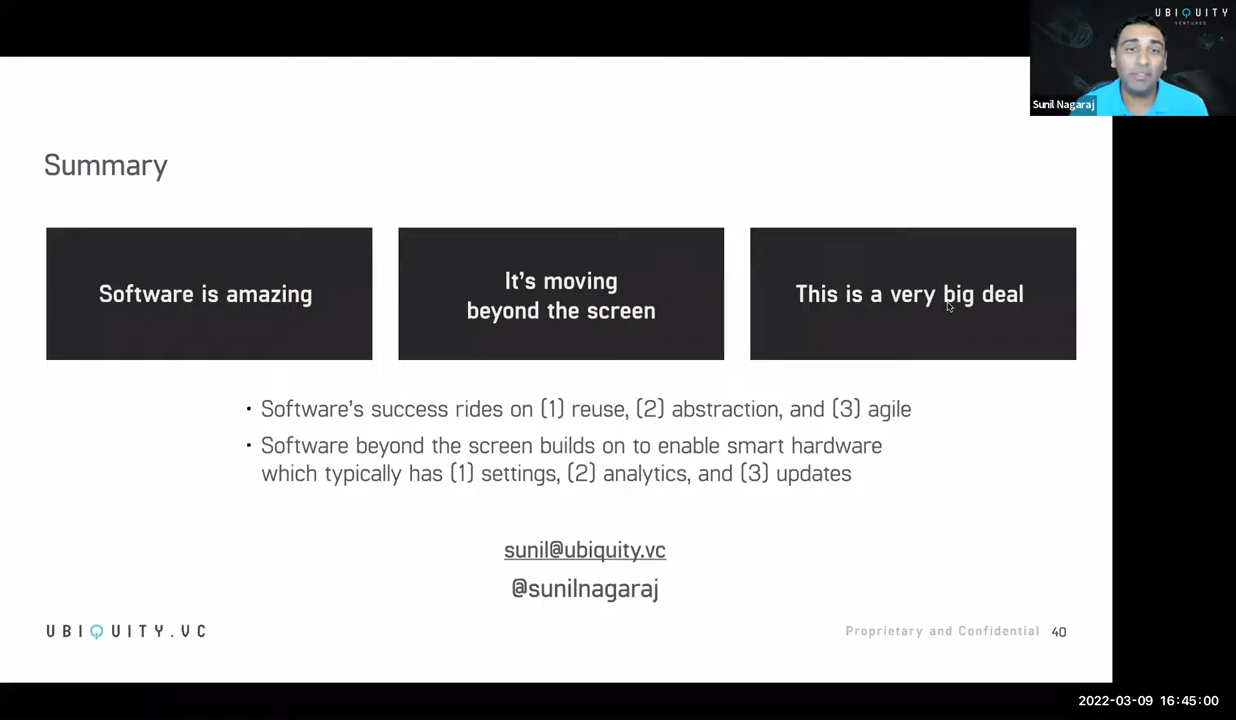 UBIQUITY
VENTURES
Sunil Nagaraj
Summary
Software is amazing
It's moving
beyond the screen
This is a very big deal
• Software's success rides on (1) reuse, (2) abstraction, and (3) agile
• Software beyond the screen builds on to enable smart hardware
which typically has (1) settings, (2) analytics, and (3) updates
sunil@ubiquity.vc
@sunilnagaraj
UBIQUITY.VC
Proprietary and Confidential 40
2022-03-09 16:45:00